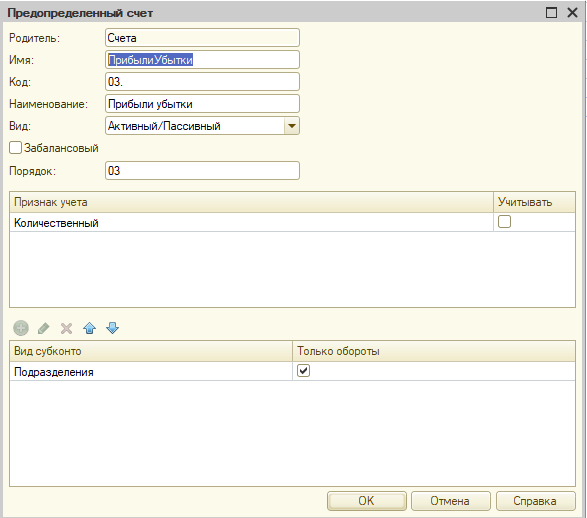 Предопределенный счет
Родитель: Счета
Имя: ПрибылиУбытки
Код: 03.
Наименование: Прибыли убытки
Вид: Активный/Пассивный
Забалансовый
Порядок: 03
Признак учета Учитывать
Количественный
Вид субконто Только обороты
Подразделения
OK Отмена Справка